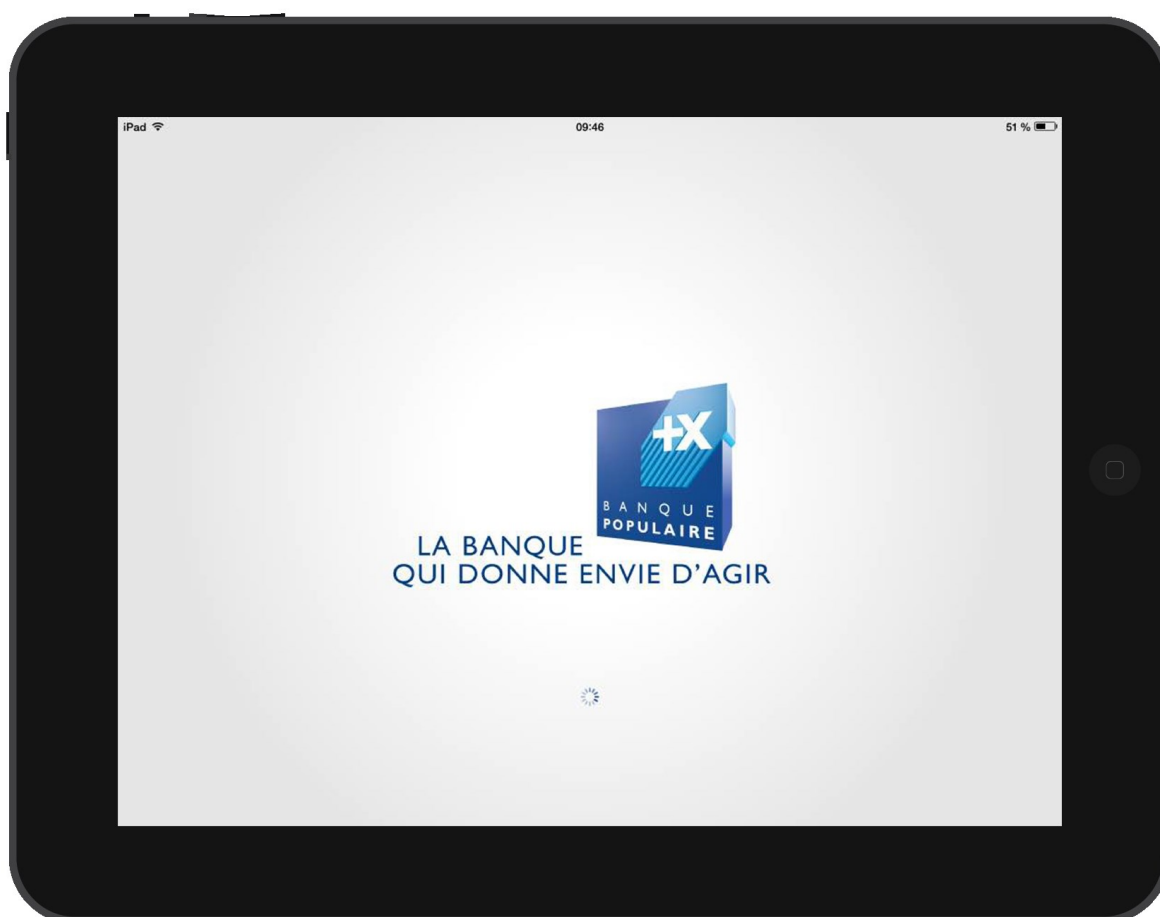 iPad 09:46 51 %
+X
BANQUE
POPULAIRE
LA BANQUE
QUI DONNE ENVIE D'AGIR